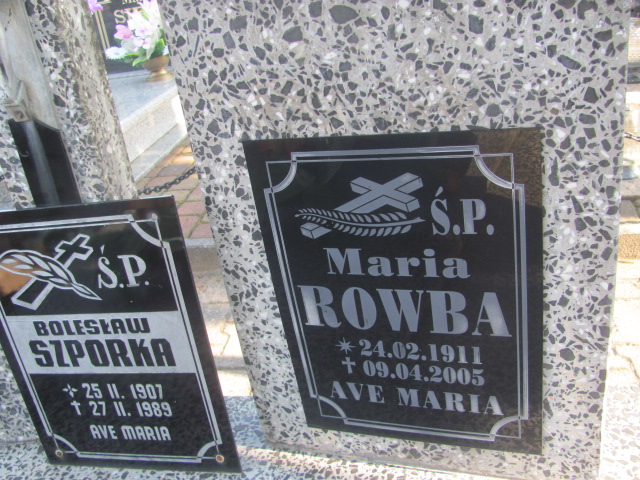 Ś.P.
BOLESŁAW
SZPORKA
25 II. 1907
✝ 27 II. 1989
AVE MARIA
Ś.P.
Maria
ROWBA
* 24.02.1911
✝ 09.04.2005
AVE MARIA